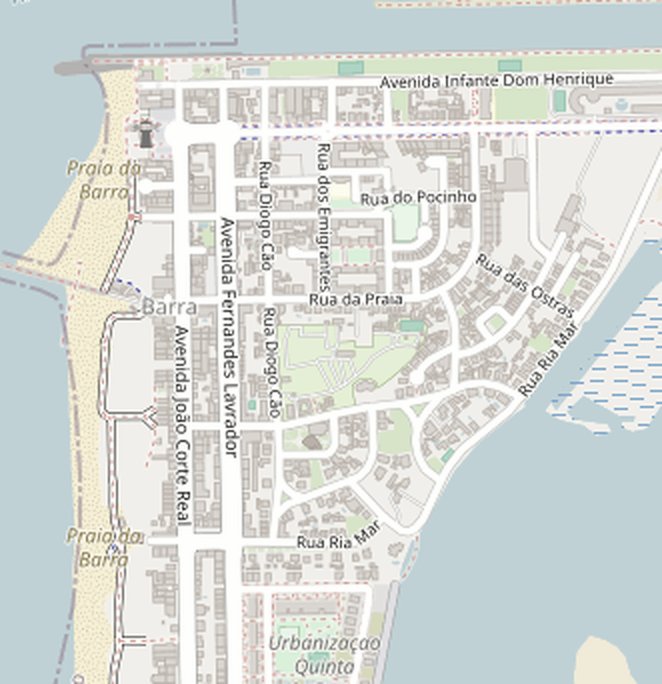 Avenida Infante Dom Henrique
Praia da
Barra
Rua Diogo Cão
Rua dos Emigrantes
Rua do Pocinho
Avenida Fernandes Lavrador
Rua das Ostras
Rua da Praia
Barra
Rua Diogo Cão
Avenida João Corte Real
Rua Ria Mar
Praia da
Barra
Rua Ria Mar
Urbanização
Quinta